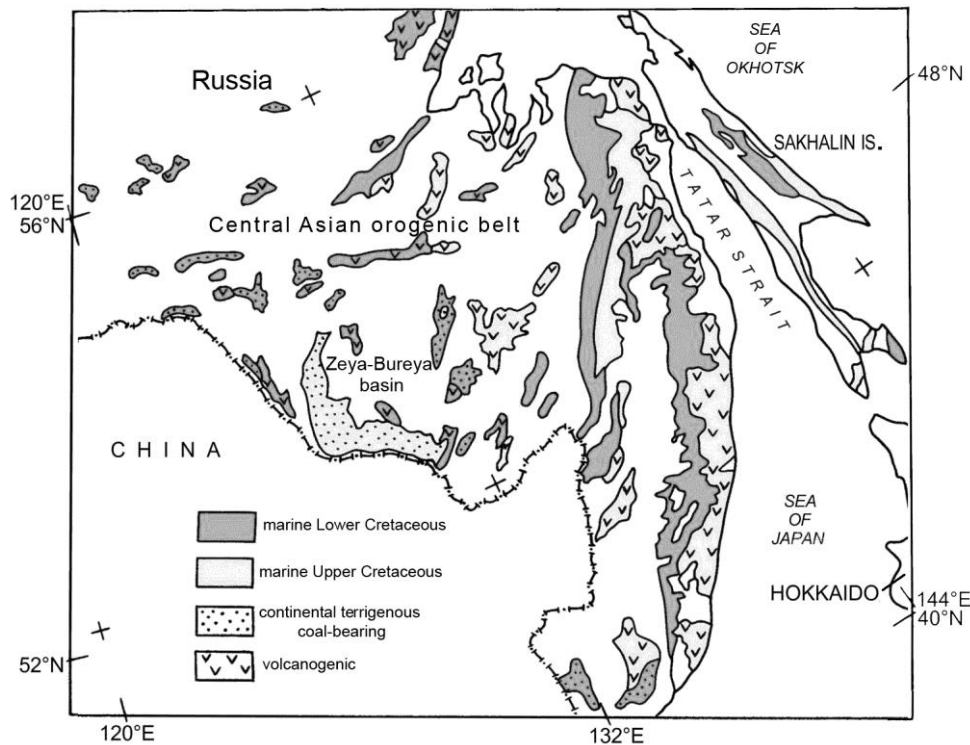 SEA
OF
OKHOTSK
48°N
Russia
SAKHALIN IS.
120°E
56°N
Central Asian orogenic belt
TATAR STRAIT
Zeya-Bureya
basin
CHINA
marine Lower Cretaceous
marine Upper Cretaceous
continental terrigenous
coal-bearing
volcanogenic
SEA
OF
JAPAN
HOKKAIDO
144°E
40°N
52°N
120°E
132°E